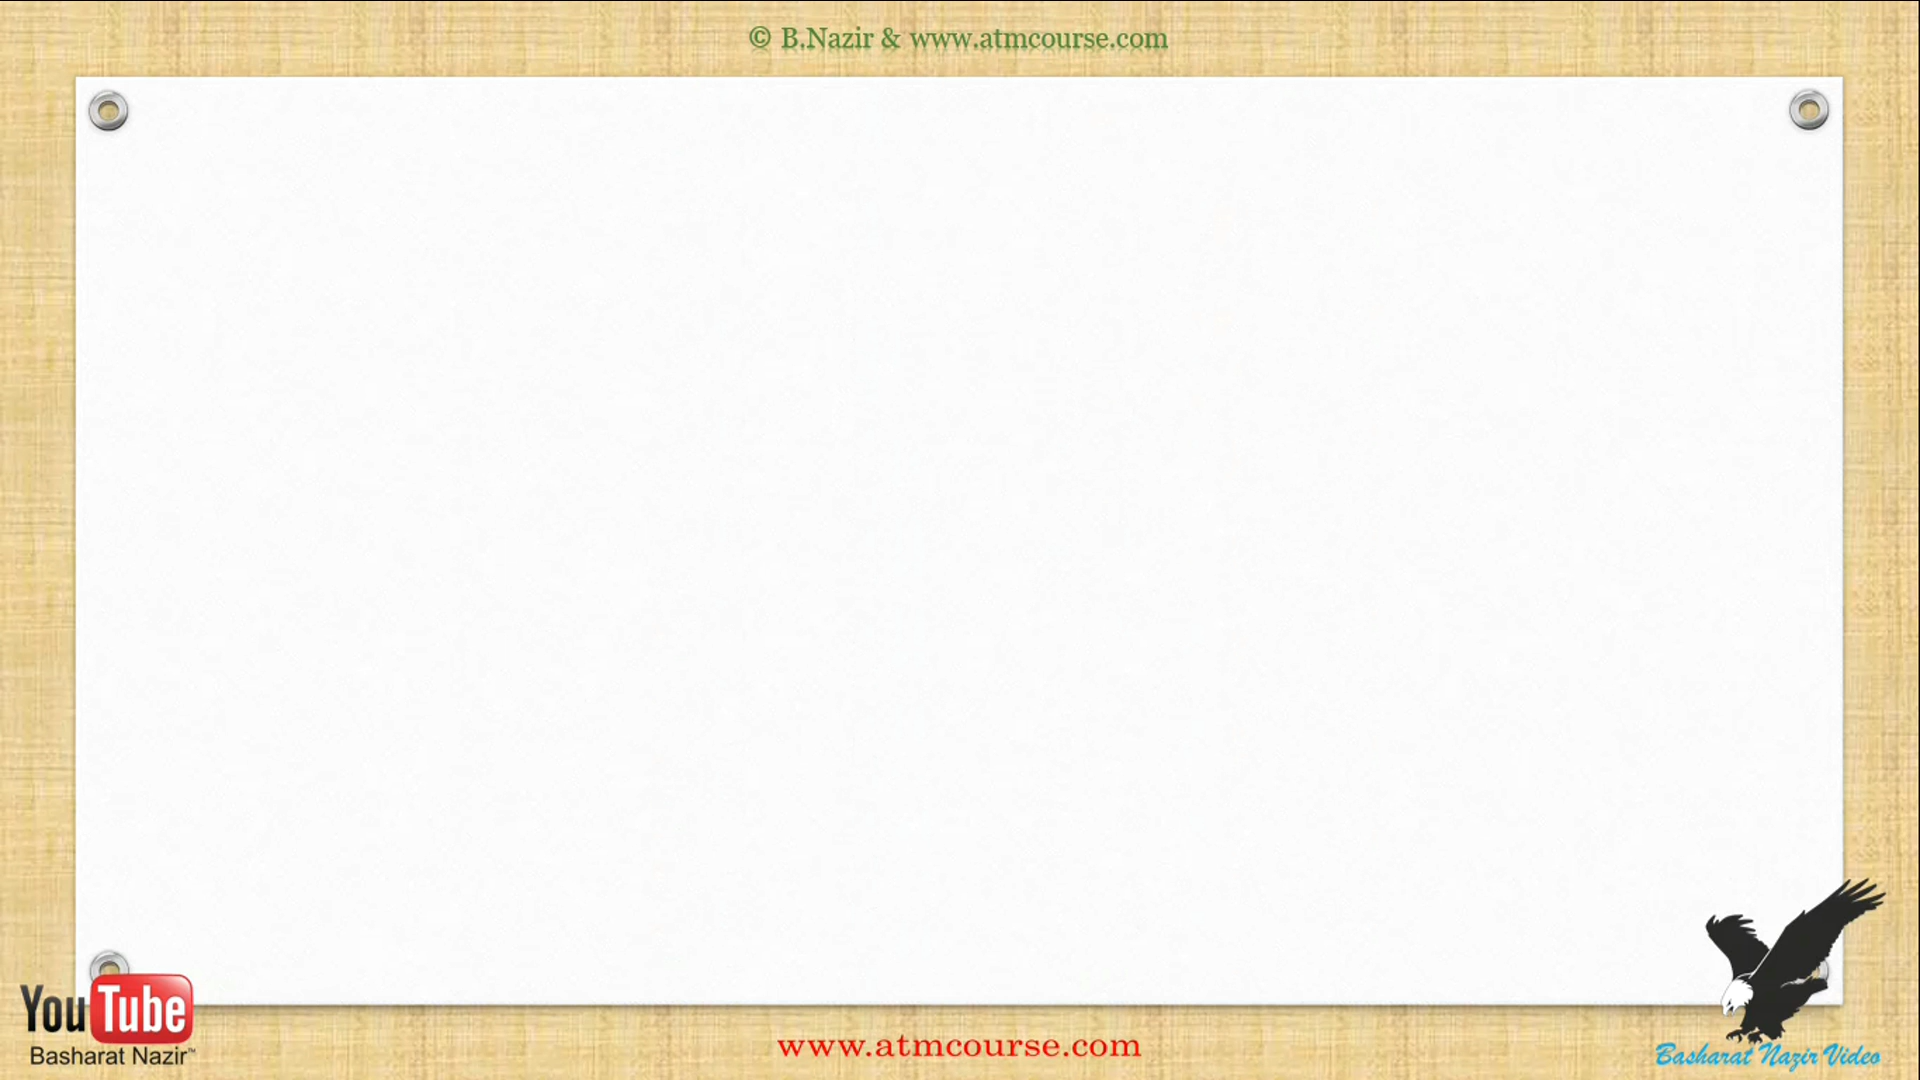 © B.Nazir & www.atmcourse.com
YouTube
Basharat Nazir™
www.atmcourse.com
Basharat Nazir Video